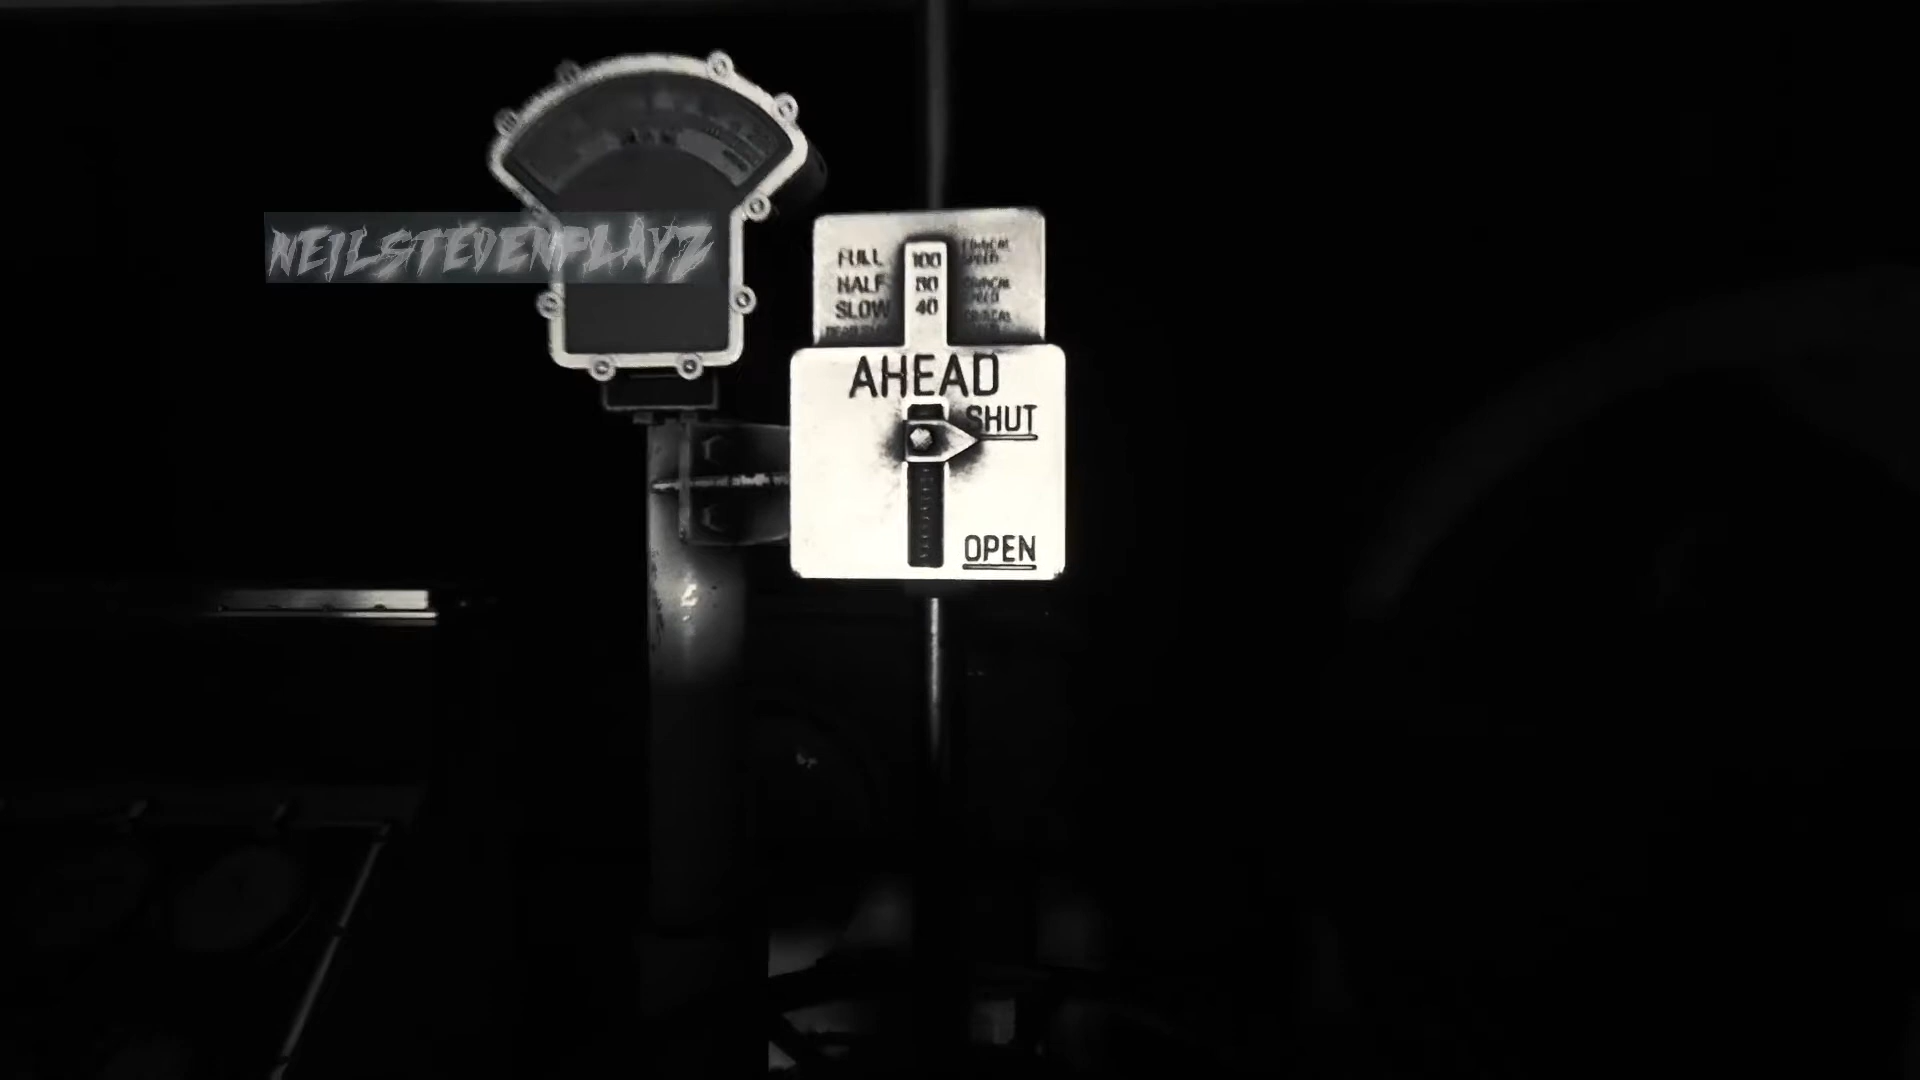 NEILSTEVENPLAYZ
FULL 100
HALF 80
SLOW 40
AHEAD
SHUT
OPEN